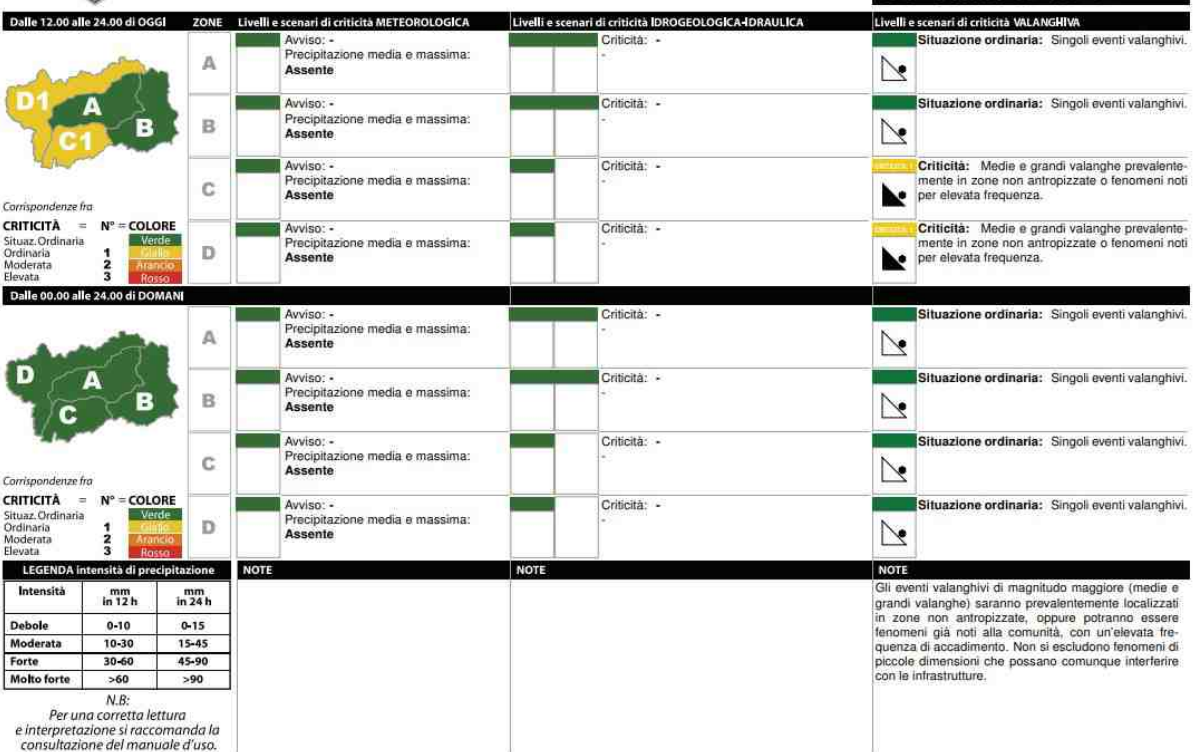 Dalle 12.00 alle 24.00 di OGGI ZONE Livelli e scenari di criticità METEOROLOGICA Livelli e scenari di criticità IDROGEOLOGICA-IDRAULICA Livelli e scenari di criticità VALANGHIVA
D1
A
B
C1
A
Avviso: -
Precipitazione media e massima:
Assente
Criticità: -
-
Situazione ordinaria: Singoli eventi valanghivi.
B
Avviso: -
Precipitazione media e massima:
Assente
Criticità: -
-
Situazione ordinaria: Singoli eventi valanghivi.
C
Avviso: -
Precipitazione media e massima:
Assente
Criticità: -
-
Criticità: Medie e grandi valanghe prevalente-
mente in zone non antropizzate o fenomeni noti
per elevata frequenza.
D
Avviso: -
Precipitazione media e massima:
Assente
Criticità: -
-
Criticità: Medie e grandi valanghe prevalente-
mente in zone non antropizzate o fenomeni noti
per elevata frequenza.
Corrispondenze fra
CRITICITÀ = N° = COLORE
Situaz. Ordinaria Verde
Ordinaria 1 Giallo
Moderata 2 Arancio
Elevata 3 Rosso
Dalle 00.00 alle 24.00 di DOMANI
D
A
B
C
A
Avviso: -
Precipitazione media e massima:
Assente
Criticità: -
-
Situazione ordinaria: Singoli eventi valanghivi.
B
Avviso: -
Precipitazione media e massima:
Assente
Criticità: -
-
Situazione ordinaria: Singoli eventi valanghivi.
C
Avviso: -
Precipitazione media e massima:
Assente
Criticità: -
-
Situazione ordinaria: Singoli eventi valanghivi.
D
Avviso: -
Precipitazione media e massima:
Assente
Criticità: -
-
Situazione ordinaria: Singoli eventi valanghivi.
Corrispondenze fra
CRITICITÀ = N° = COLORE
Situaz. Ordinaria Verde
Ordinaria 1 Giallo
Moderata 2 Arancio
Elevata 3 Rosso
LEGENDA intensità di precipitazione
Intensità mm in 12 h mm in 24 h
Debole 0-10 0-15
Moderata 10-30 15-45
Forte 30-60 45-90
Molto forte >60 >90
N.B:
Per una corretta lettura
e interpretazione si raccomanda la
consultazione del manuale d'uso.
NOTE
NOTE
NOTE
Gli eventi valanghivi di magnitudo maggiore (medie e
grandi valanghe) saranno prevalentemente localizzati
in zone non antropizzate, oppure potranno essere
fenomeni già noti alla comunità, con un'elevata fre-
quenza di accadimento. Non si escludono fenomeni di
piccole dimensioni che possano comunque interferire
con le infrastrutture.